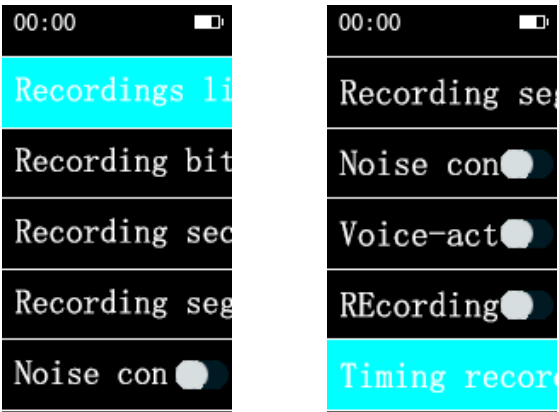 00:00
Recordings li
Recording bit
Recording sec
Recording seg
Noise con
00:00
Recording seg
Noise con
Voice-act
REcording
Timing recor